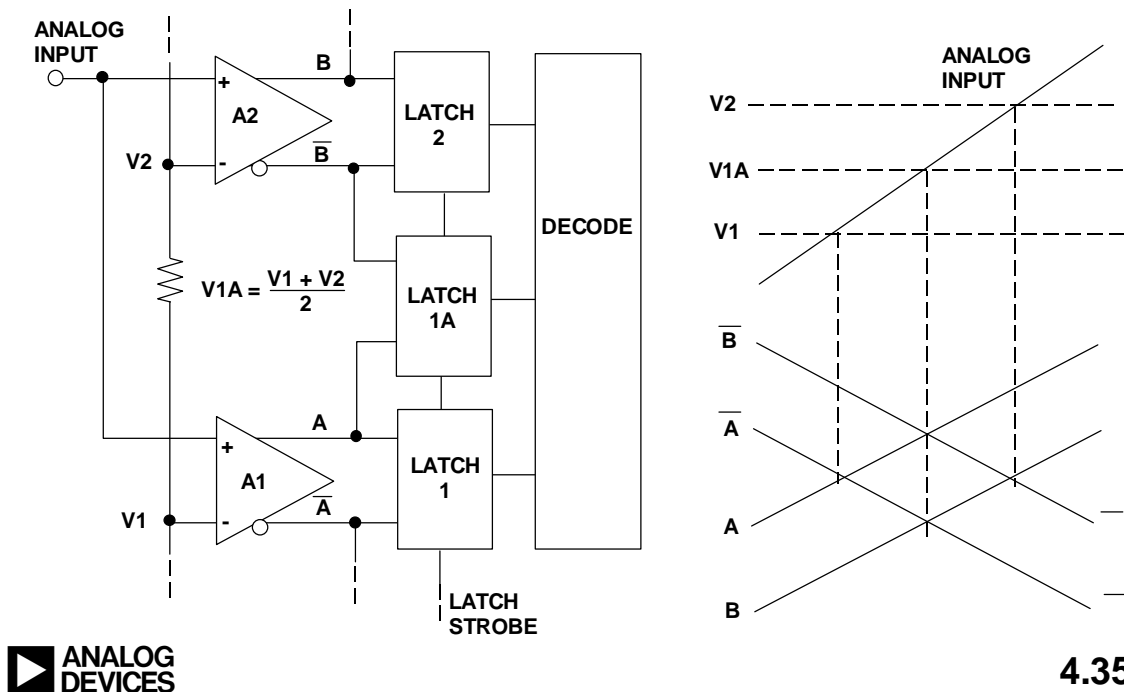 ANALOG
INPUT
B
+
A2
-
B̅
V2
LATCH
2
DECODE
V1A = V1 + V2
2
LATCH
1A
A
+
A1
-
A̅
V1
LATCH
1
LATCH
STROBE
ANALOG
INPUT
V2
V1A
V1
B̅
A̅
A
B
ANALOG
DEVICES
4.35